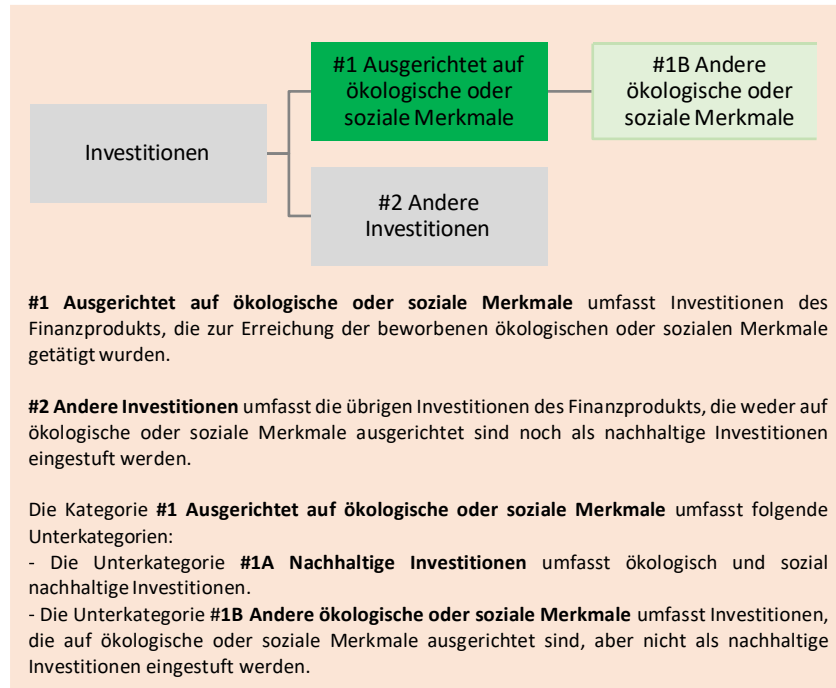 #1 Ausgerichtet auf
ökologische oder
soziale Merkmale
#1B Andere
ökologische oder
soziale Merkmale
Investitionen
#2 Andere
Investitionen
#1 Ausgerichtet auf ökologische oder soziale Merkmale umfasst Investitionen des
Finanzprodukts, die zur Erreichung der beworbenen ökologischen oder sozialen Merkmale
getätigt wurden.
#2 Andere Investitionen umfasst die übrigen Investitionen des Finanzprodukts, die weder auf
ökologische oder soziale Merkmale ausgerichtet sind noch als nachhaltige Investitionen
eingestuft werden.
Die Kategorie #1 Ausgerichtet auf ökologische oder soziale Merkmale umfasst folgende
Unterkategorien:
- Die Unterkategorie #1A Nachhaltige Investitionen umfasst ökologisch und sozial
nachhaltige Investitionen.
- Die Unterkategorie #1B Andere ökologische oder soziale Merkmale umfasst Investitionen,
die auf ökologische oder soziale Merkmale ausgerichtet sind, aber nicht als nachhaltige
Investitionen eingestuft werden.